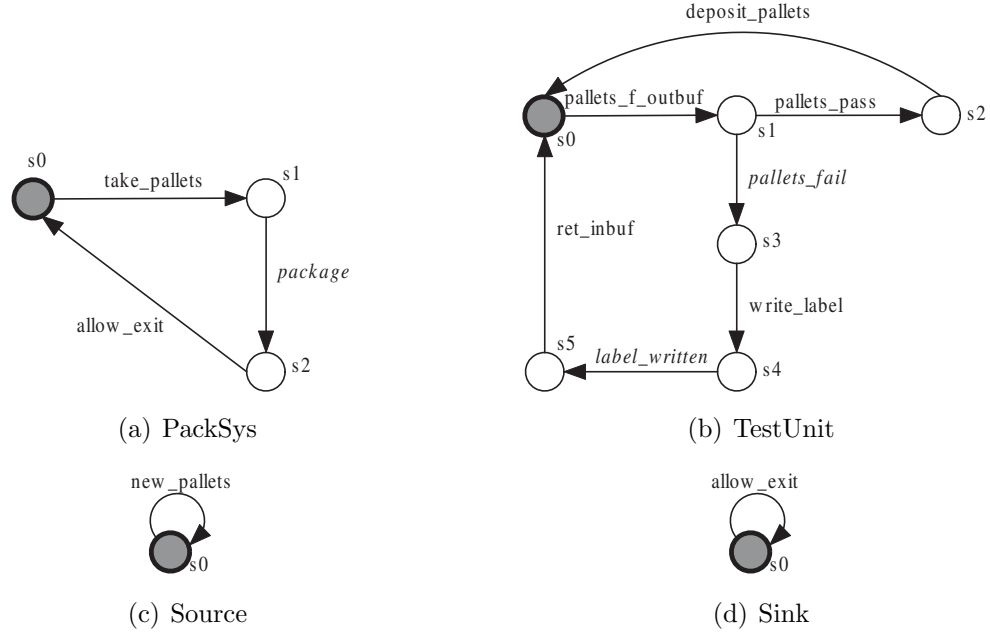 deposit_pallets
pallets_f_outbuf
pallets_pass
s0
s1
s2
s0
s1
take_pallets
pallets_fail
ret_inbuf
s3
package
write_label
allow_exit
s5
label_written
s2
s4
(a) PackSys
(b) TestUnit
new_pallets
allow_exit
s0
s0
(c) Source
(d) Sink